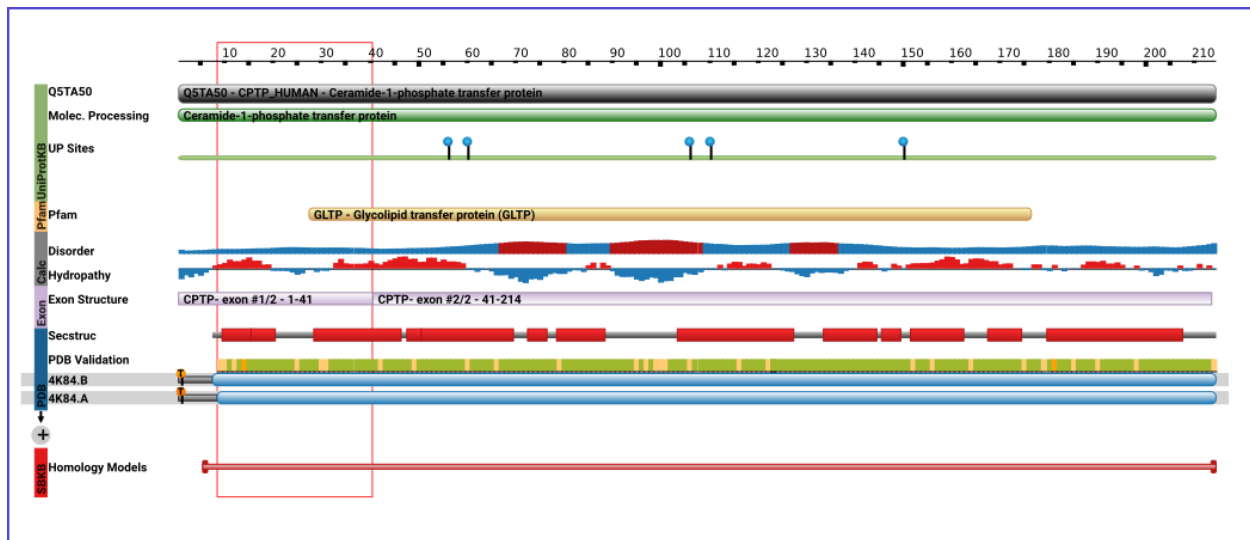 10 20 30 40 50 60 70 80 90 100 110 120 130 140 150 160 170 180 190 200 210
Q5TA50 Q5TA50 - CPTP_HUMAN - Ceramide-1-phosphate transfer protein
Molec. Processing Ceramide-1-phosphate transfer protein
UP Sites
UniProtKB
Pfam GLTP - Glycolipid transfer protein (GLTP)
Pfam
Disorder
Calc
Hydropathy
Exon Structure CPTP- exon #1/2 - 1-41 CPTP- exon #2/2 - 41-214
Exon
Secstruc
PDB Validation
T
4K84.B
T
4K84.A
PDB
+
Homology Models
SBKB